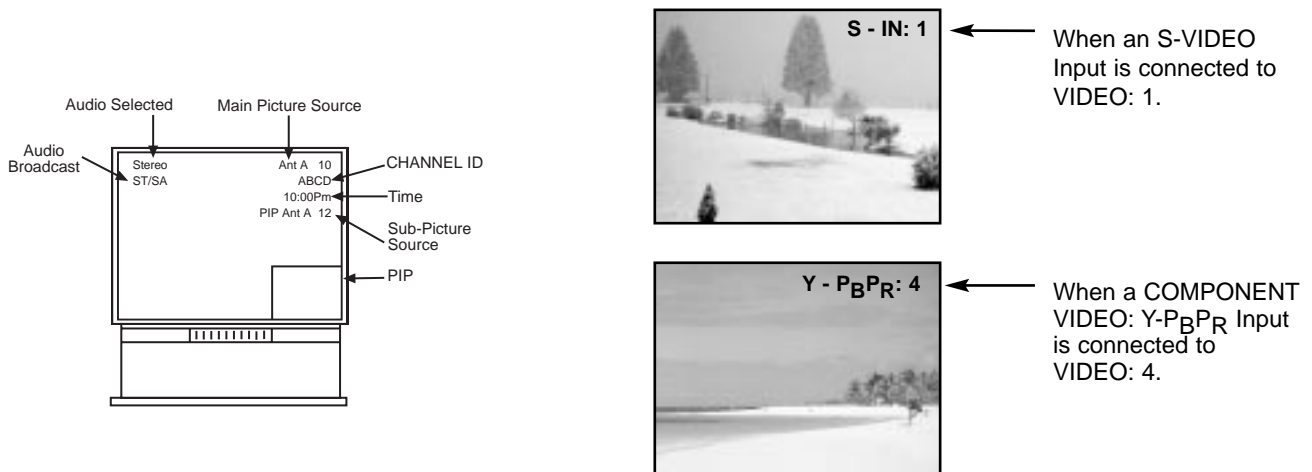 Audio Selected
Main Picture Source
Audio
Broadcast
Stereo
ST/SA
Ant A 10
ABCD
10:00Pm
PIP Ant A 12
CHANNEL ID
Time
Sub-Picture
Source
PIP
S - IN: 1
When an S-VIDEO
Input is connected to
VIDEO: 1.
Y - PBPR: 4
When a COMPONENT
VIDEO: Y-PBPR Input
is connected to
VIDEO: 4.